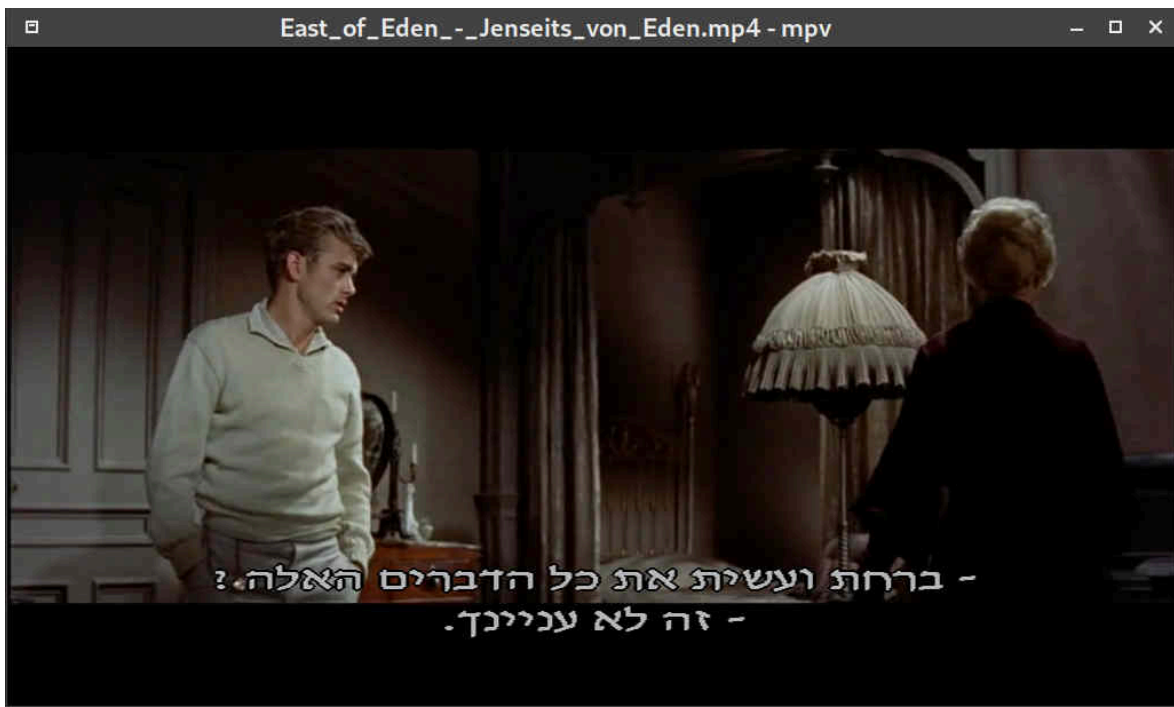 East_of_Eden_-_Jenseits_von_Eden.mp4 - mpv
- ברחת ועשית את כל הדברים האלה ?
- זה לא עניינך.